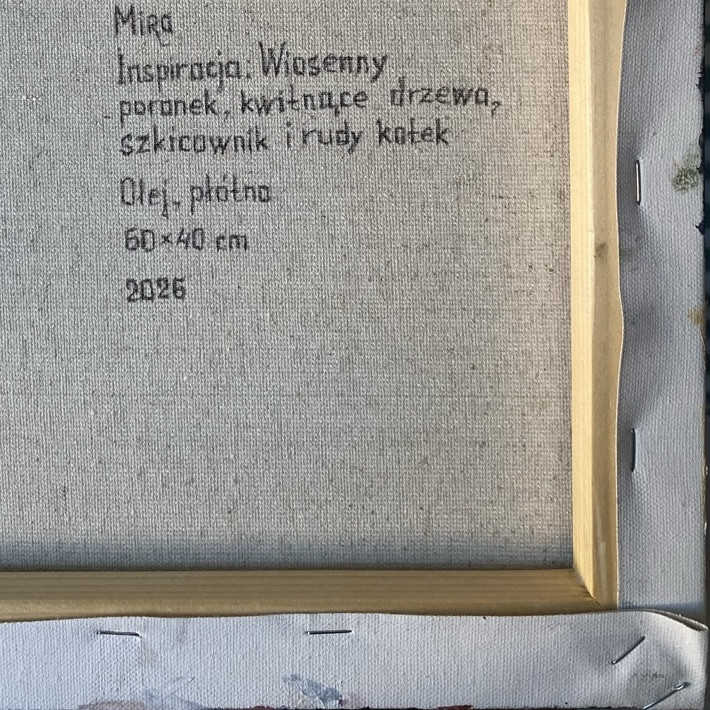 Mira
Inspiracja: Wiosenny
poranek, kwitnące drzewa,
szkicownik i rudy kotek
Olej, płótno
60×40 cm
2026